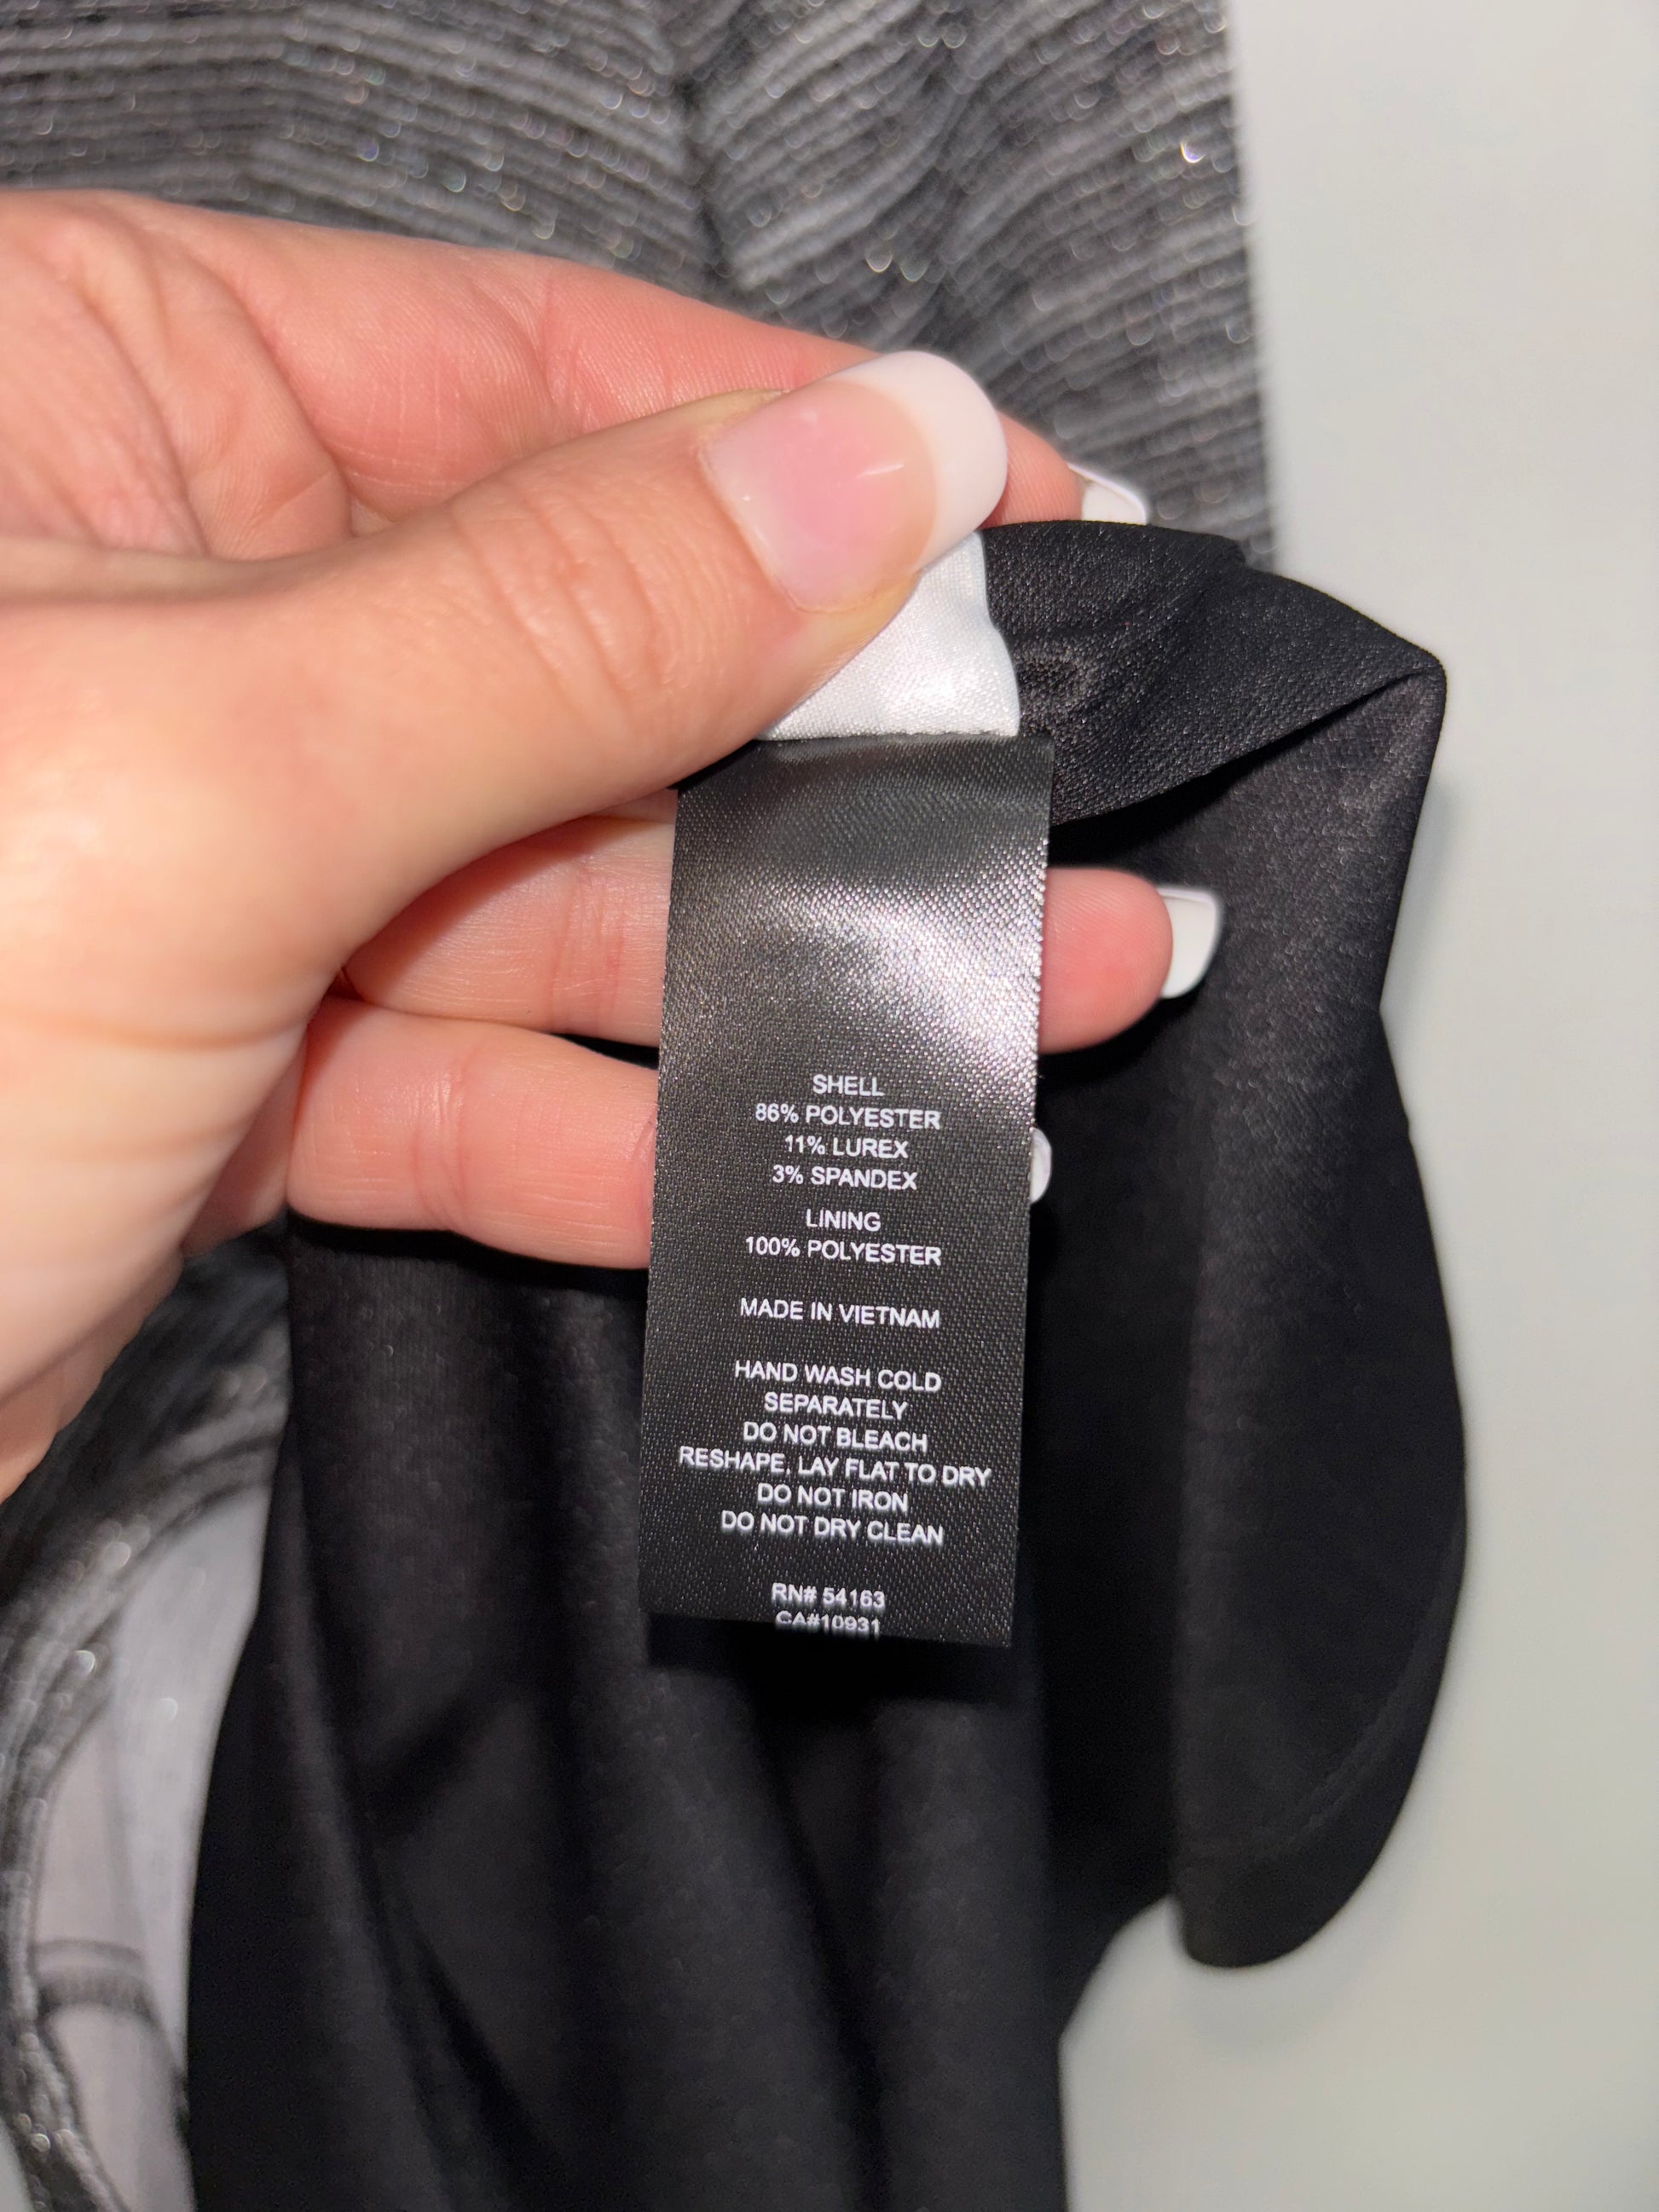 SHELL
86% POLYESTER
11% LUREX
3% SPANDEX
LINING
100% POLYESTER
MADE IN VIETNAM
HAND WASH COLD
SEPARATELY
DO NOT BLEACH
RESHAPE, LAY FLAT TO DRY
DO NOT IRON
DO NOT DRY CLEAN
RN# 54163
CA#10931